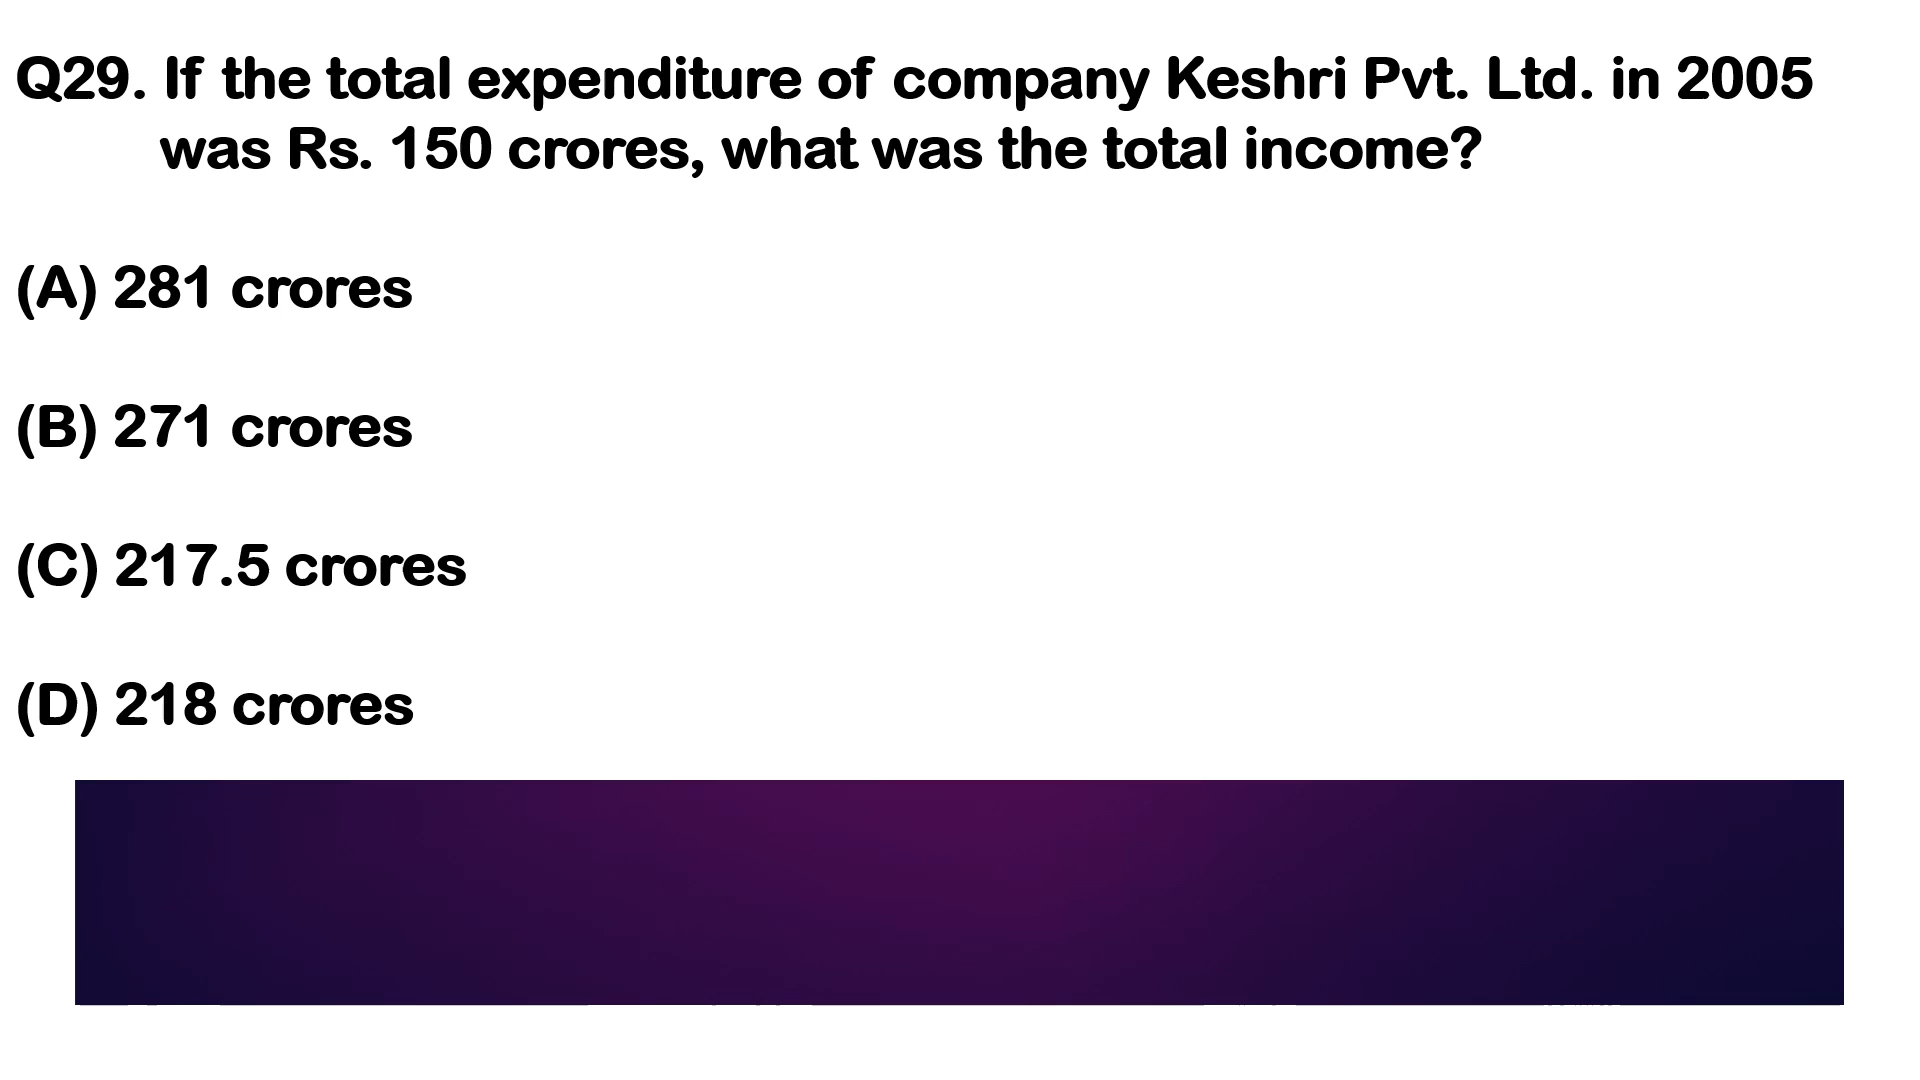 Q29. If the total expenditure of company Keshri Pvt. Ltd. in 2005
was Rs. 150 crores, what was the total income?
(A) 281 crores
(B) 271 crores
(C) 217.5 crores
(D) 218 crores